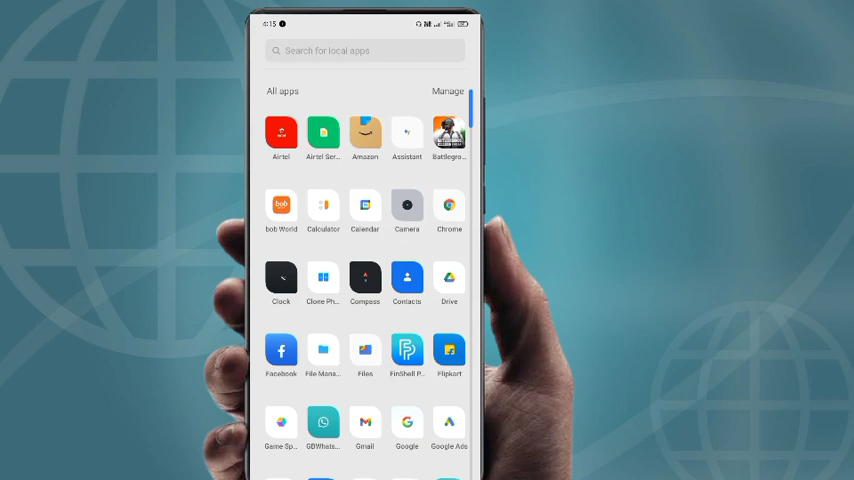 4:15
Search for local apps
All apps Manage
Airtel Airtel Ser... Amazon Assistant Battlegro...
bob
bob World Calculator Calendar Camera Chrome
Clock Clone Ph... Compass Contacts Drive
Facebook File Mana... Files FinShell P... Flipkart
Game Sp... GBWhats... Gmail Google Google Ads